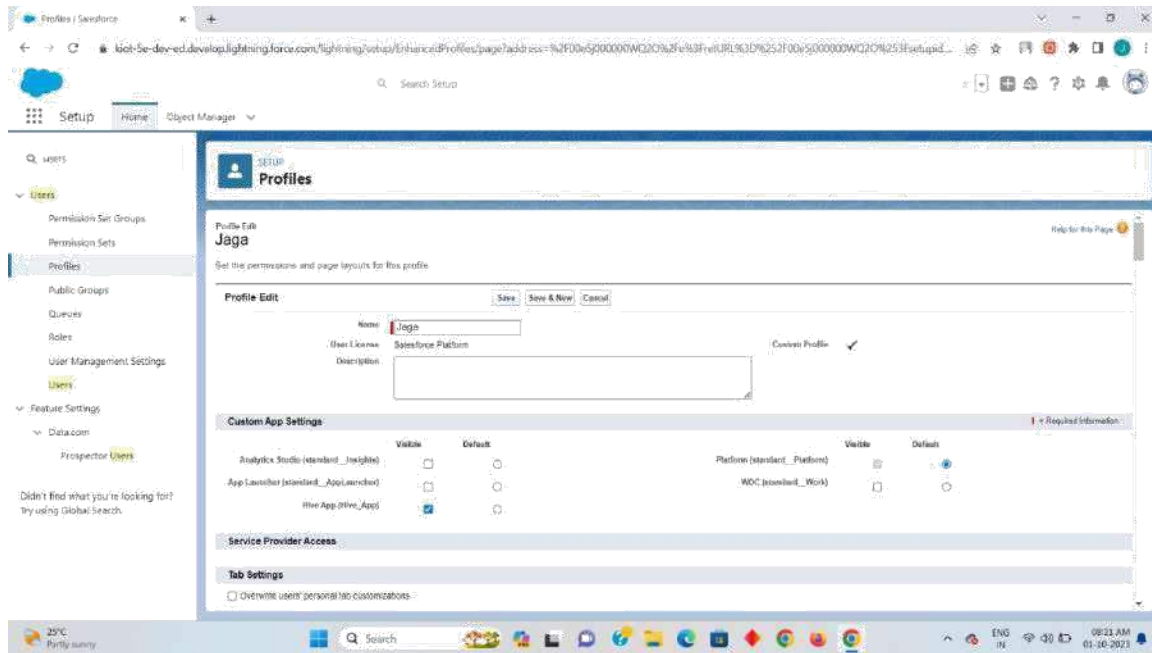 Profiles | Salesforce
Search Setup
Setup
Home
Object Manager
users
Users
Permission Set Groups
Permission Sets
Profiles
Public Groups
Queues
Roles
User Management Settings
Users
Feature Settings
Data.com
Prospector Users
Didn't find what you're looking for?
Try using Global Search.
SETUP
Profiles
Profile Edit
Jaga
Help for this Page
Set the permissions and page layouts for this profile.
Profile Edit
Save
Save & New
Cancel
Name
Jaga
User License
Salesforce Platform
Custom Profile
Description
Custom App Settings
= Required Information
Visible Default
Visible Default
Analytics Studio (standard__Insights)
Platform (standard__Platform)
App Launcher (standard__AppLauncher)
WDC (standard__Work)
Hive App (Hive_App)
Service Provider Access
Tab Settings
Overwrite users' personal tab customizations
25°C
Partly sunny
Search
ENG
IN
08:21 AM
01-10-2023